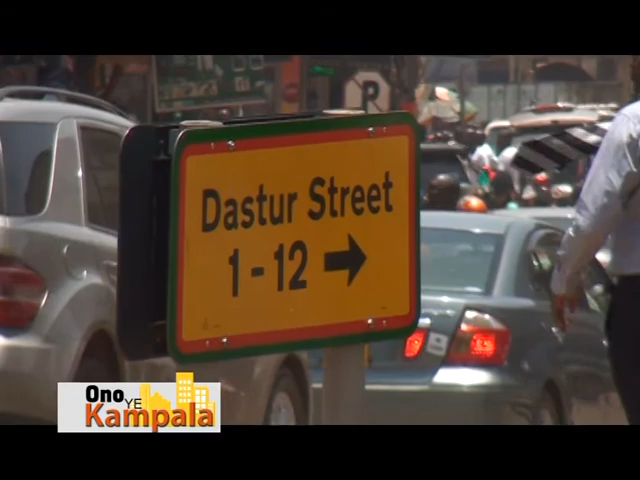 P
Dastur Street
1-12 →
Ono
YE
Kampala